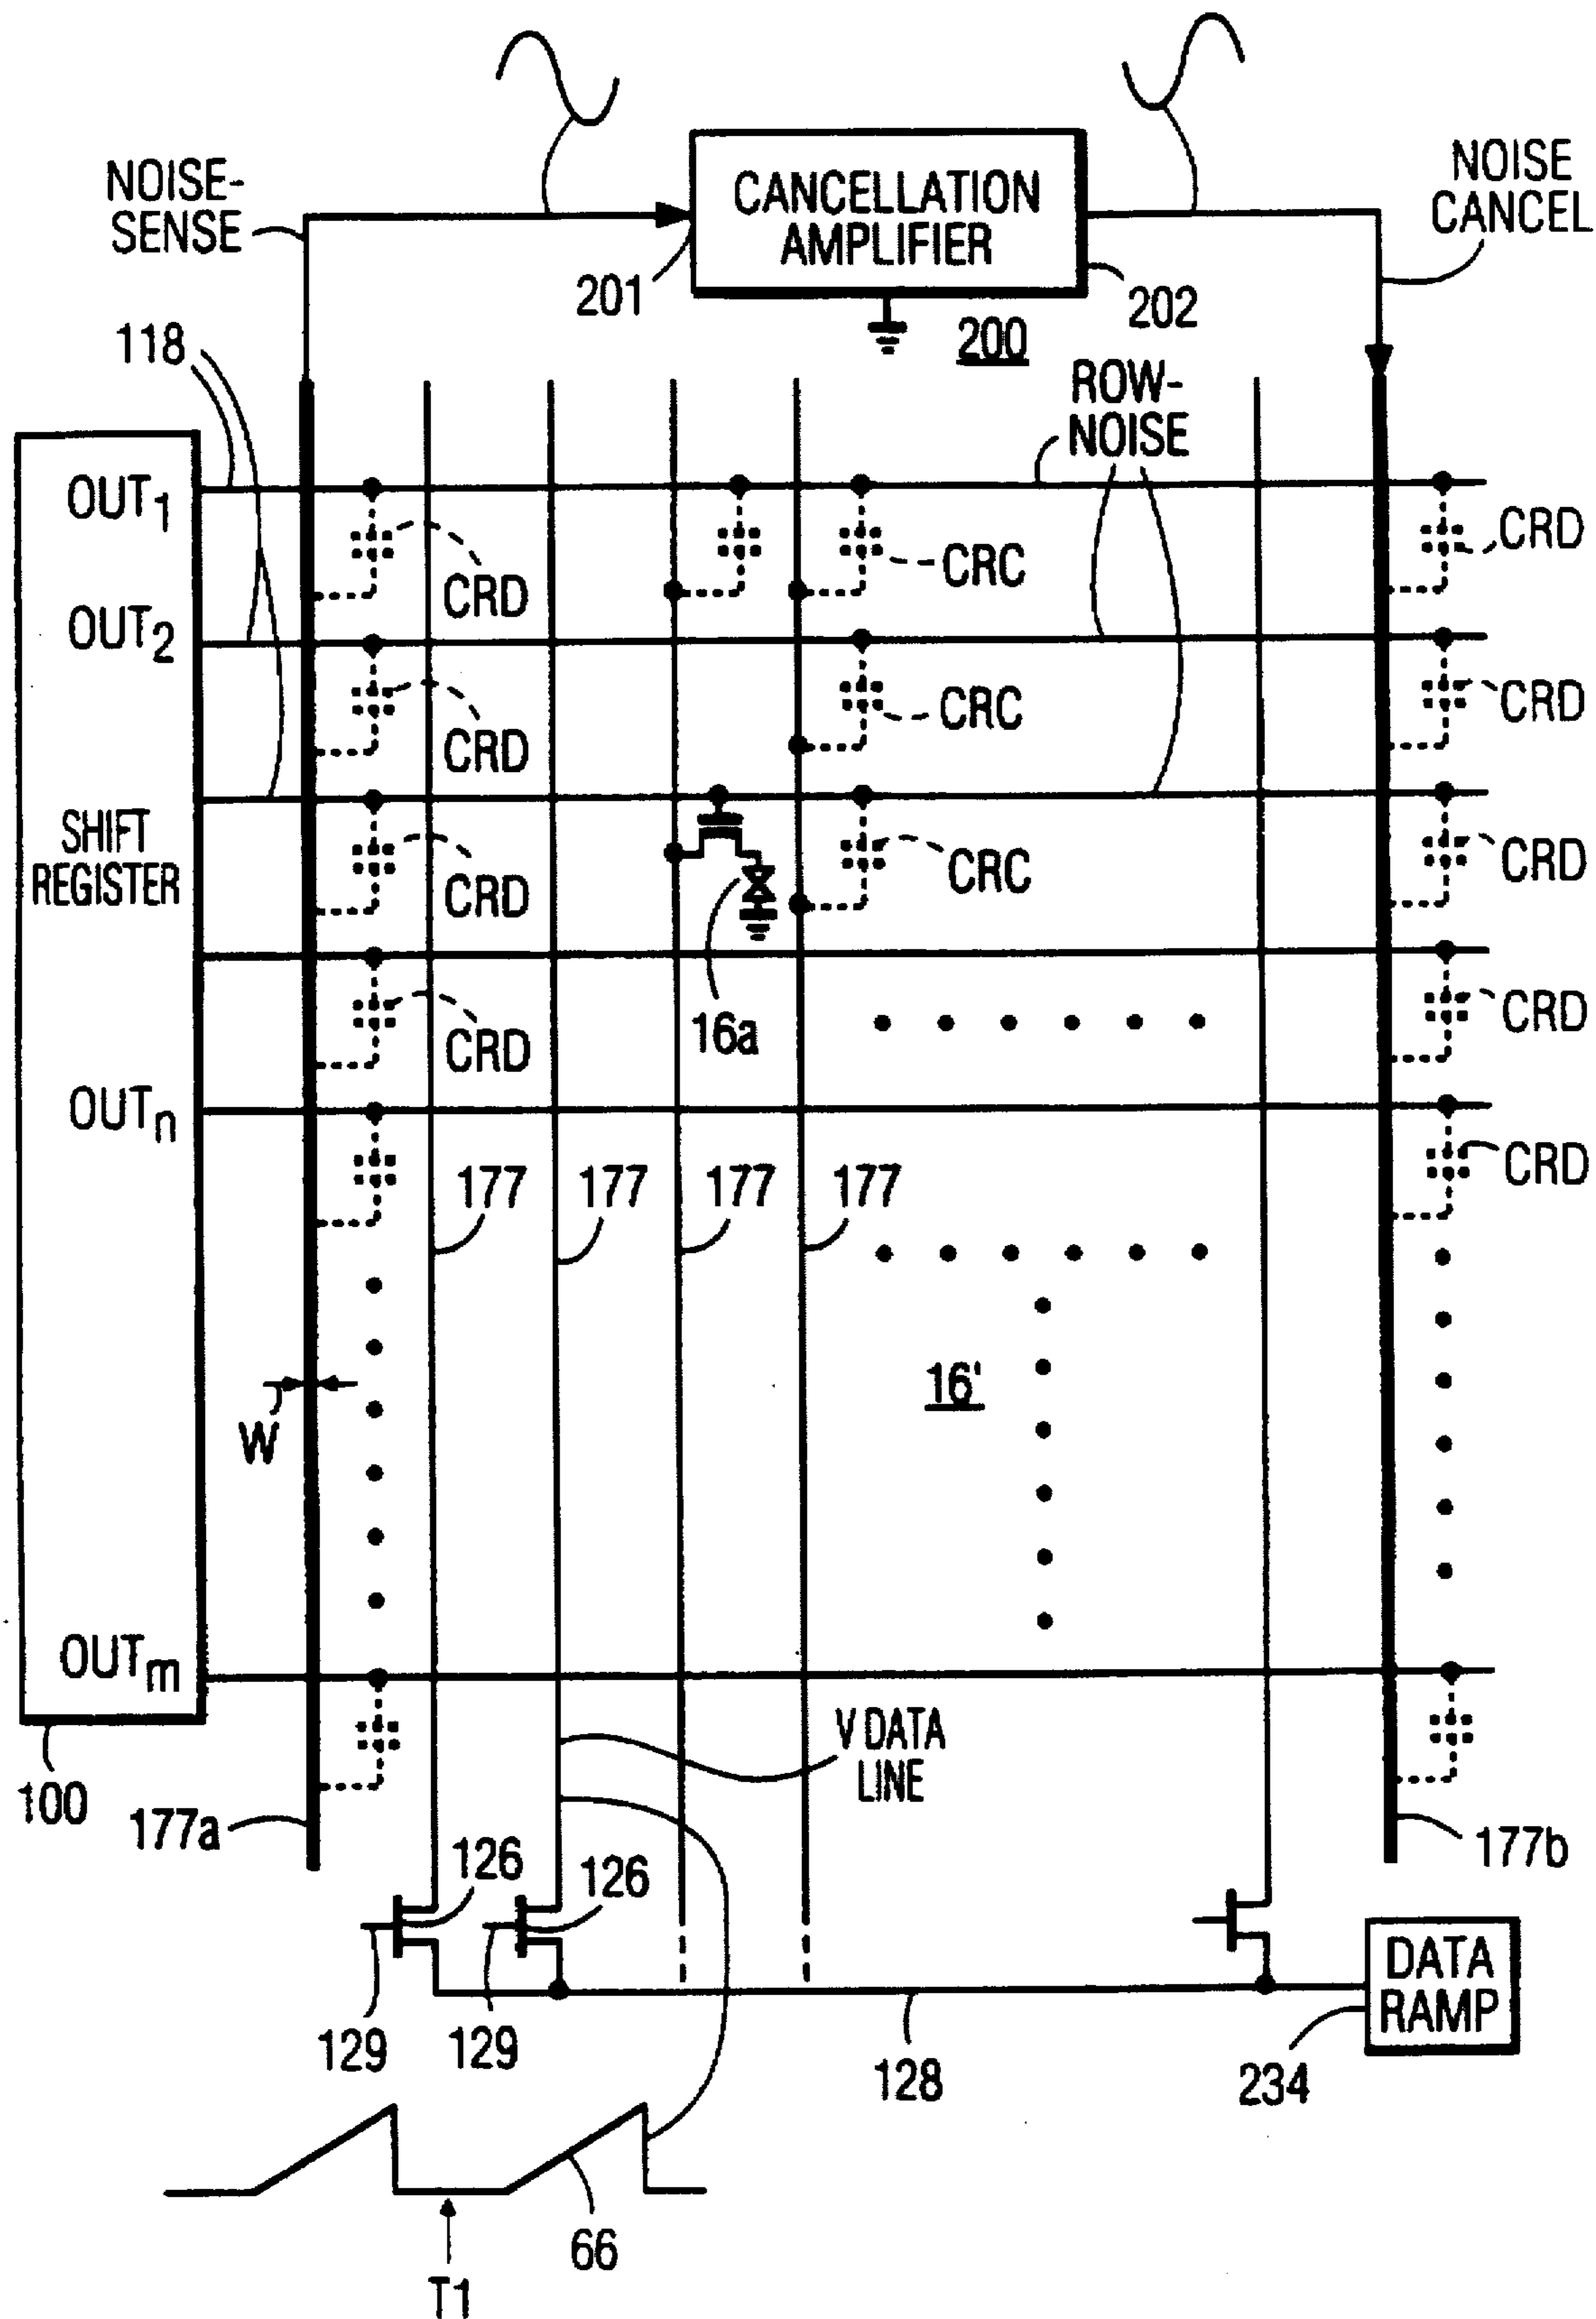 NOISE-
SENSE
CANCELLATION
AMPLIFIER
NOISE
CANCEL
201
202
200
118
ROW-
NOISE
OUT1
CRD
CRC
CRD
OUT2
CRD
CRC
CRD
SHIFT
REGISTER
CRD
CRC
CRD
16a
CRD
CRD
OUTn
CRD
177
177
177
177
16'
W
OUTm
V DATA
LINE
100
177a
177b
126
126
129
129
128
DATA
RAMP
234
66
T1